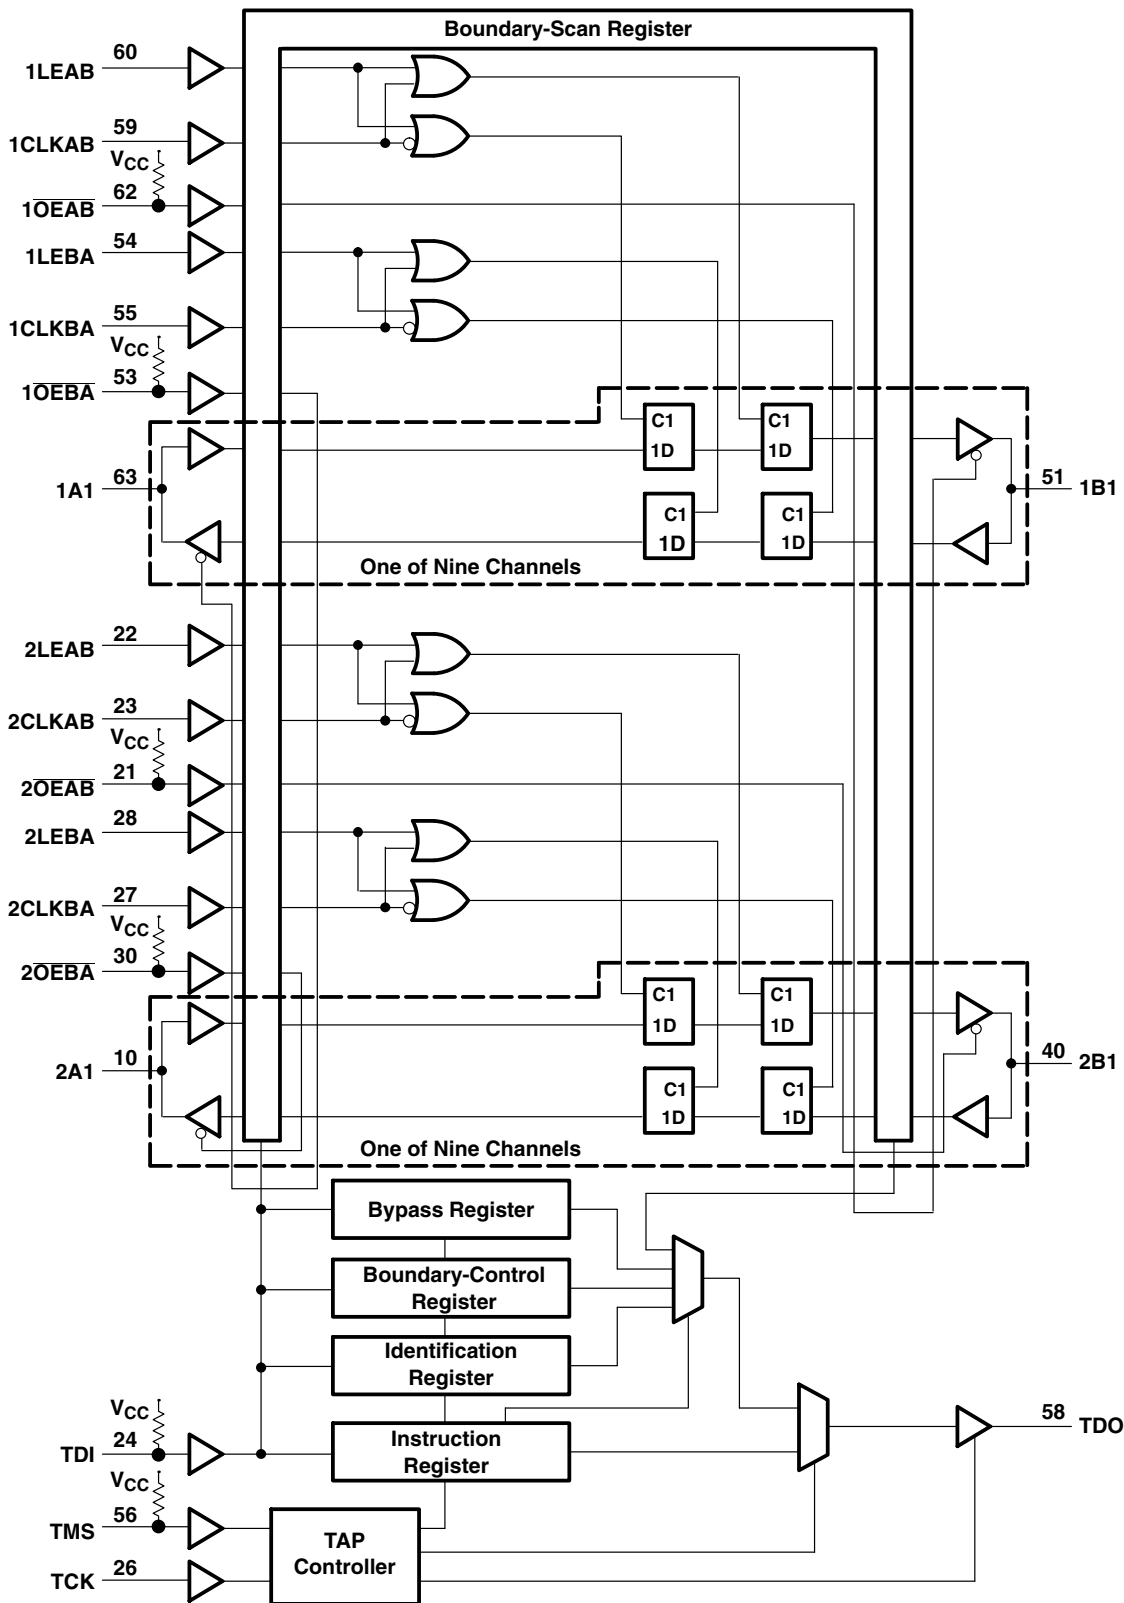 Boundary-Scan Register
1LEAB 60
1CLKAB 59
VCC
1OEAB 62
1LEBA 54
1CLKBA 55
VCC
1OEBA 53
C1
1D
C1
1D
1A1 63
51 1B1
C1
1D
C1
1D
One of Nine Channels
2LEAB 22
2CLKAB 23
VCC
2OEAB 21
2LEBA 28
2CLKBA 27
VCC
2OEBA 30
C1
1D
C1
1D
2A1 10
40 2B1
C1
1D
C1
1D
One of Nine Channels
Bypass Register
Boundary-Control
Register
Identification
Register
VCC
TDI 24
Instruction
Register
58 TDO
VCC
TMS 56
TAP
Controller
TCK 26